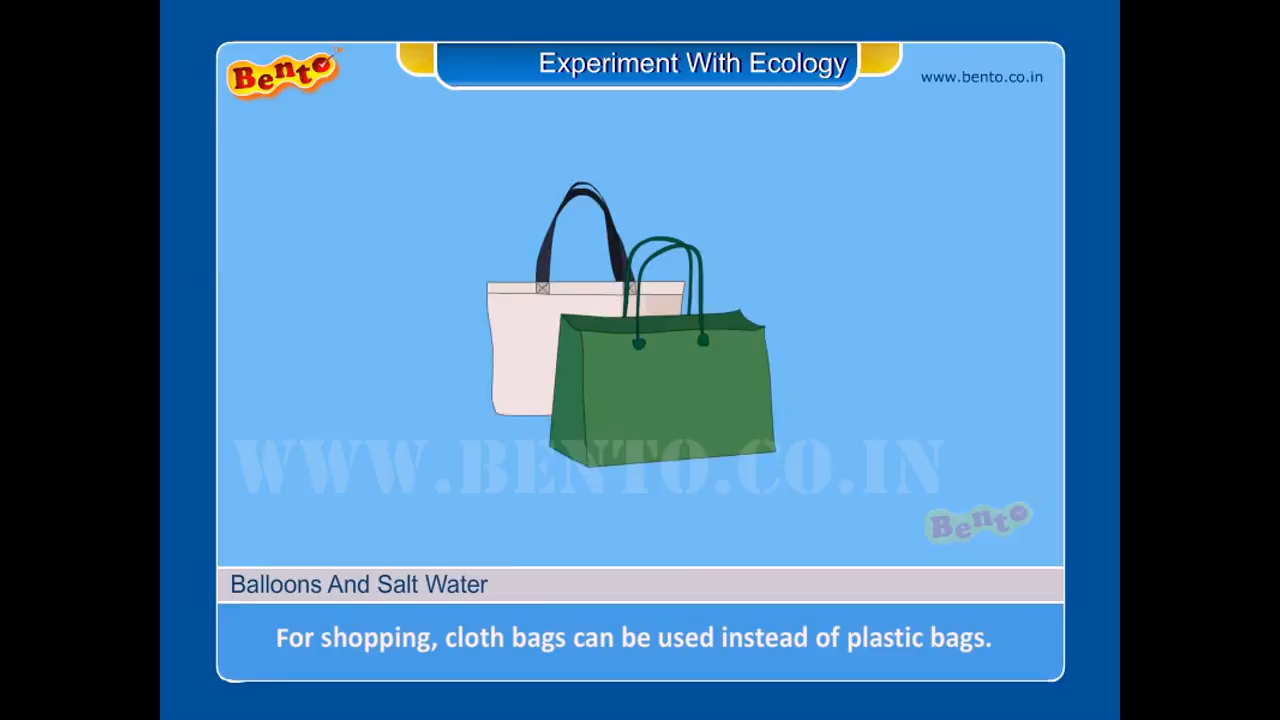 Bento
Experiment With Ecology
www.bento.co.in
WWW.BENTO.CO.IN
Bento
Balloons And Salt Water
For shopping, cloth bags can be used instead of plastic bags.